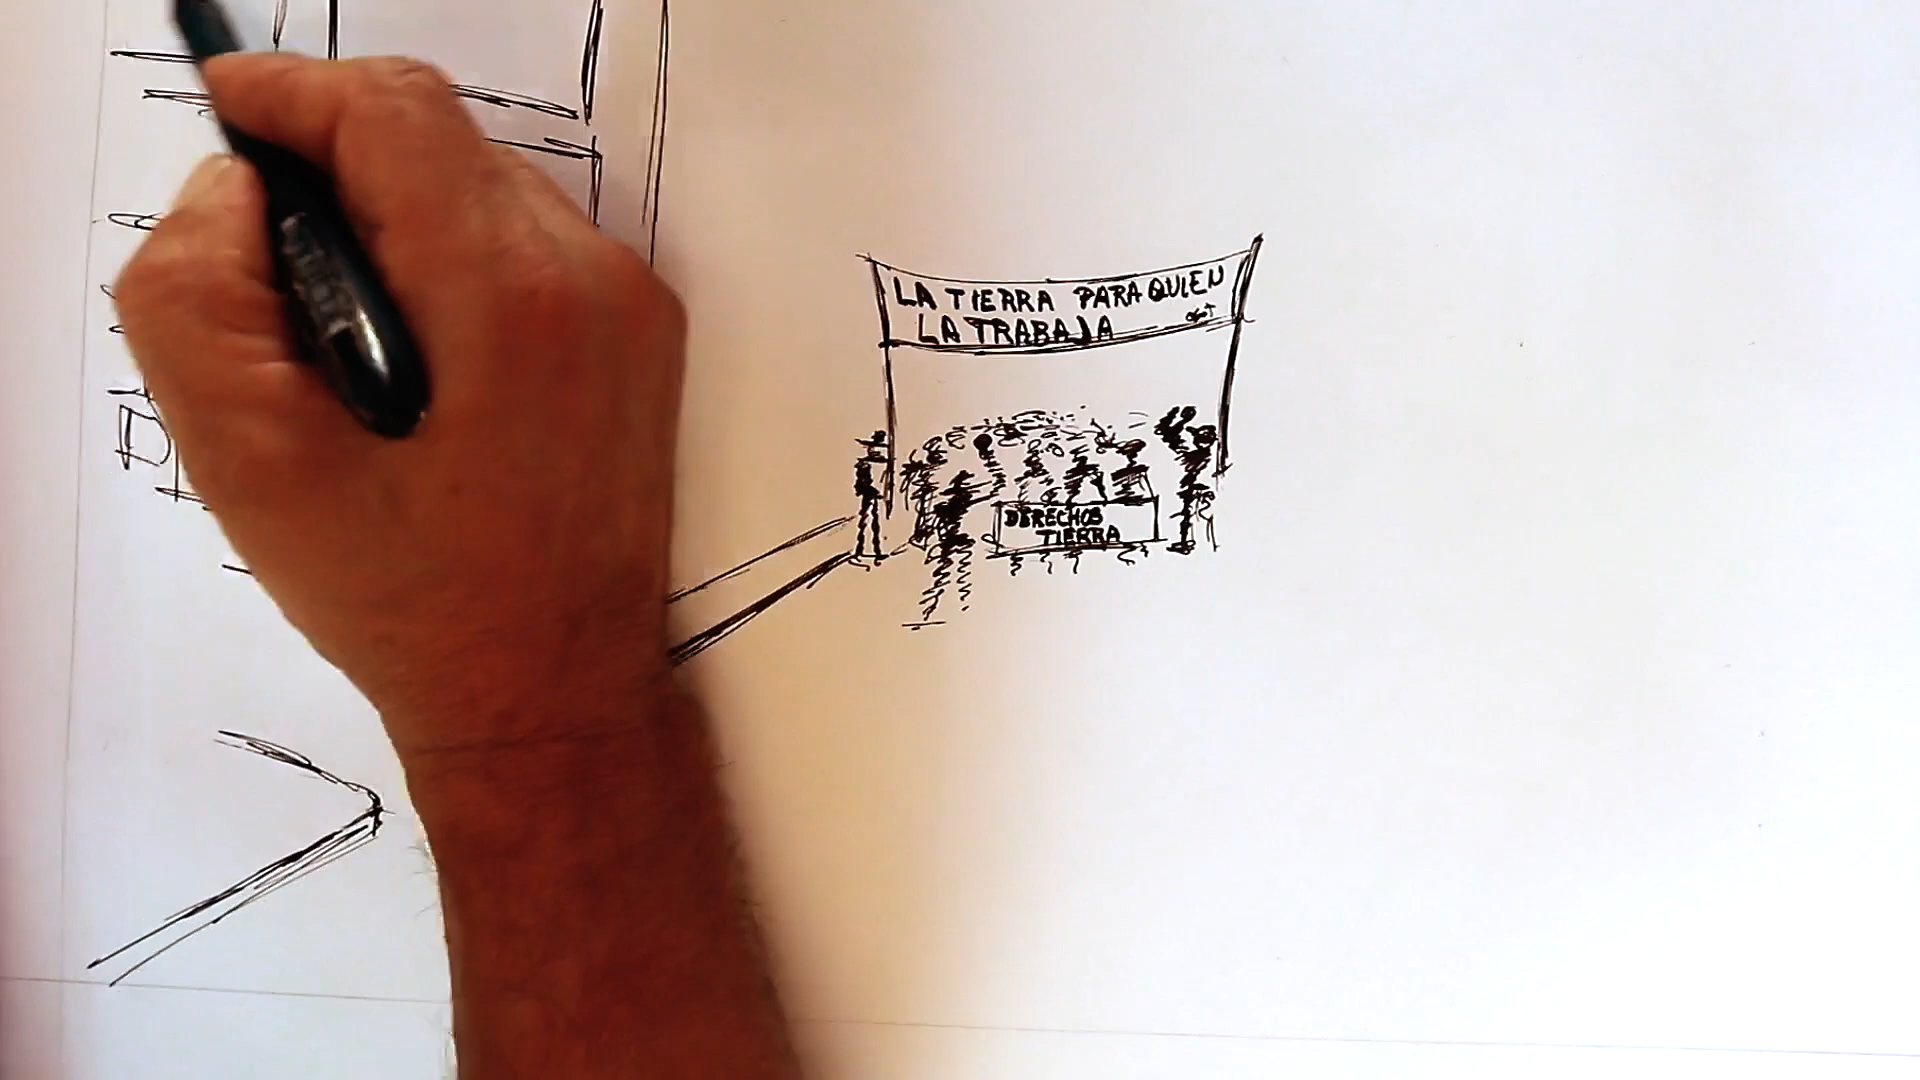 LA TIERRA PARA QUIEN
LA TRABAJA
DERECHOS
TIERRA